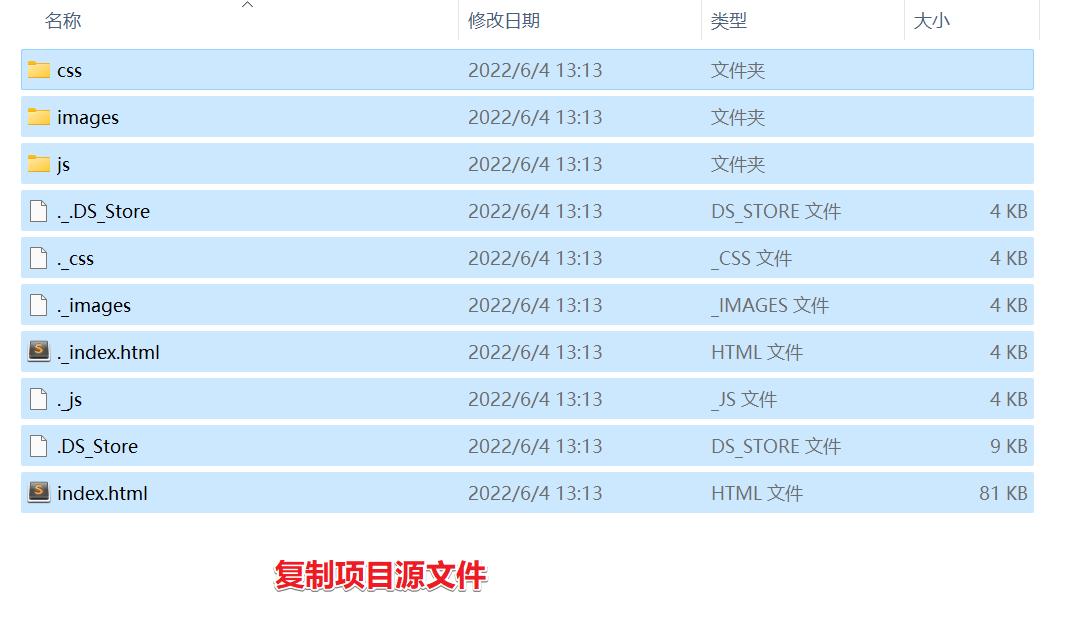 名称 修改日期 类型 大小
css 2022/6/4 13:13 文件夹
images 2022/6/4 13:13 文件夹
js 2022/6/4 13:13 文件夹
._.DS_Store 2022/6/4 13:13 DS_STORE 文件 4 KB
._css 2022/6/4 13:13 _CSS 文件 4 KB
._images 2022/6/4 13:13 _IMAGES 文件 4 KB
._index.html 2022/6/4 13:13 HTML 文件 4 KB
._js 2022/6/4 13:13 _JS 文件 4 KB
.DS_Store 2022/6/4 13:13 DS_STORE 文件 9 KB
index.html 2022/6/4 13:13 HTML 文件 81 KB
复制项目源文件